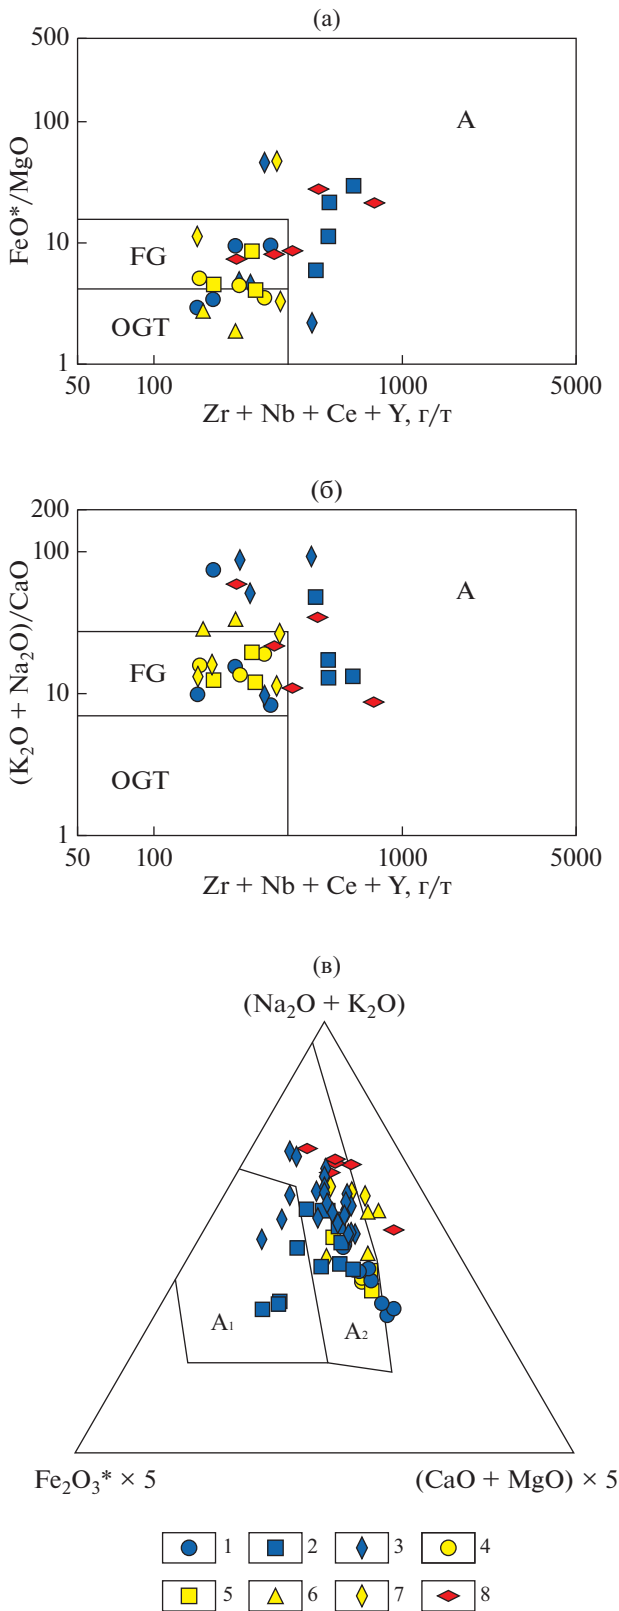 (а)
500
100
10
1
FeO*/MgO
A
FG
OGT
50 100 1000 5000
Zr + Nb + Ce + Y, г/т
(б)
200
100
10
1
(K₂O + Na₂O)/CaO
A
FG
OGT
50 100 1000 5000
Zr + Nb + Ce + Y, г/т
(в)
(Na₂O + K₂O)
A₁ A₂
Fe₂O₃* × 5 (CaO + MgO) × 5
1 2 3 4
5 6 7 8